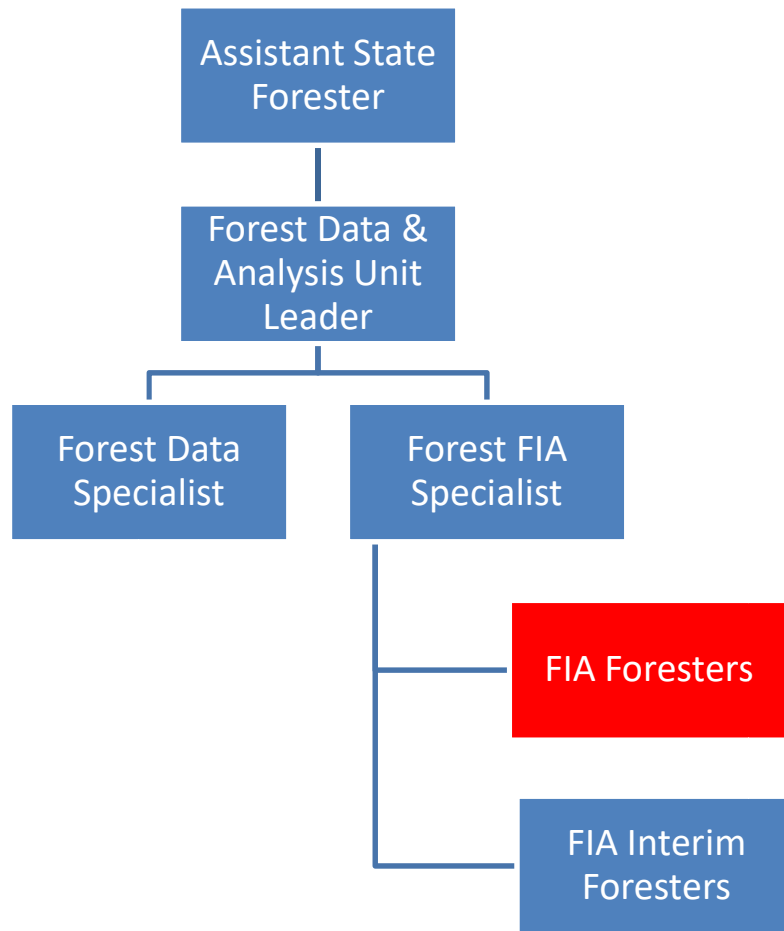 Assistant State
Forester
Forest Data &
Analysis Unit
Leader
Forest Data
Specialist
Forest FIA
Specialist
FIA Foresters
FIA Interim
Foresters